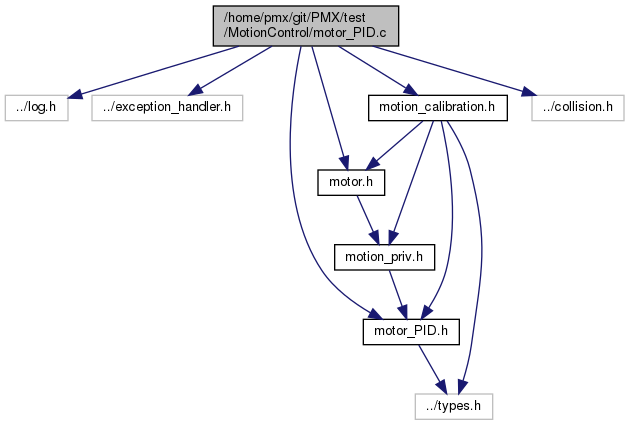 /home/pmx/git/PMX/test
/MotionControl/motor_PID.c
../log.h
../exception_handler.h
motion_calibration.h
../collision.h
motor.h
motion_priv.h
motor_PID.h
../types.h